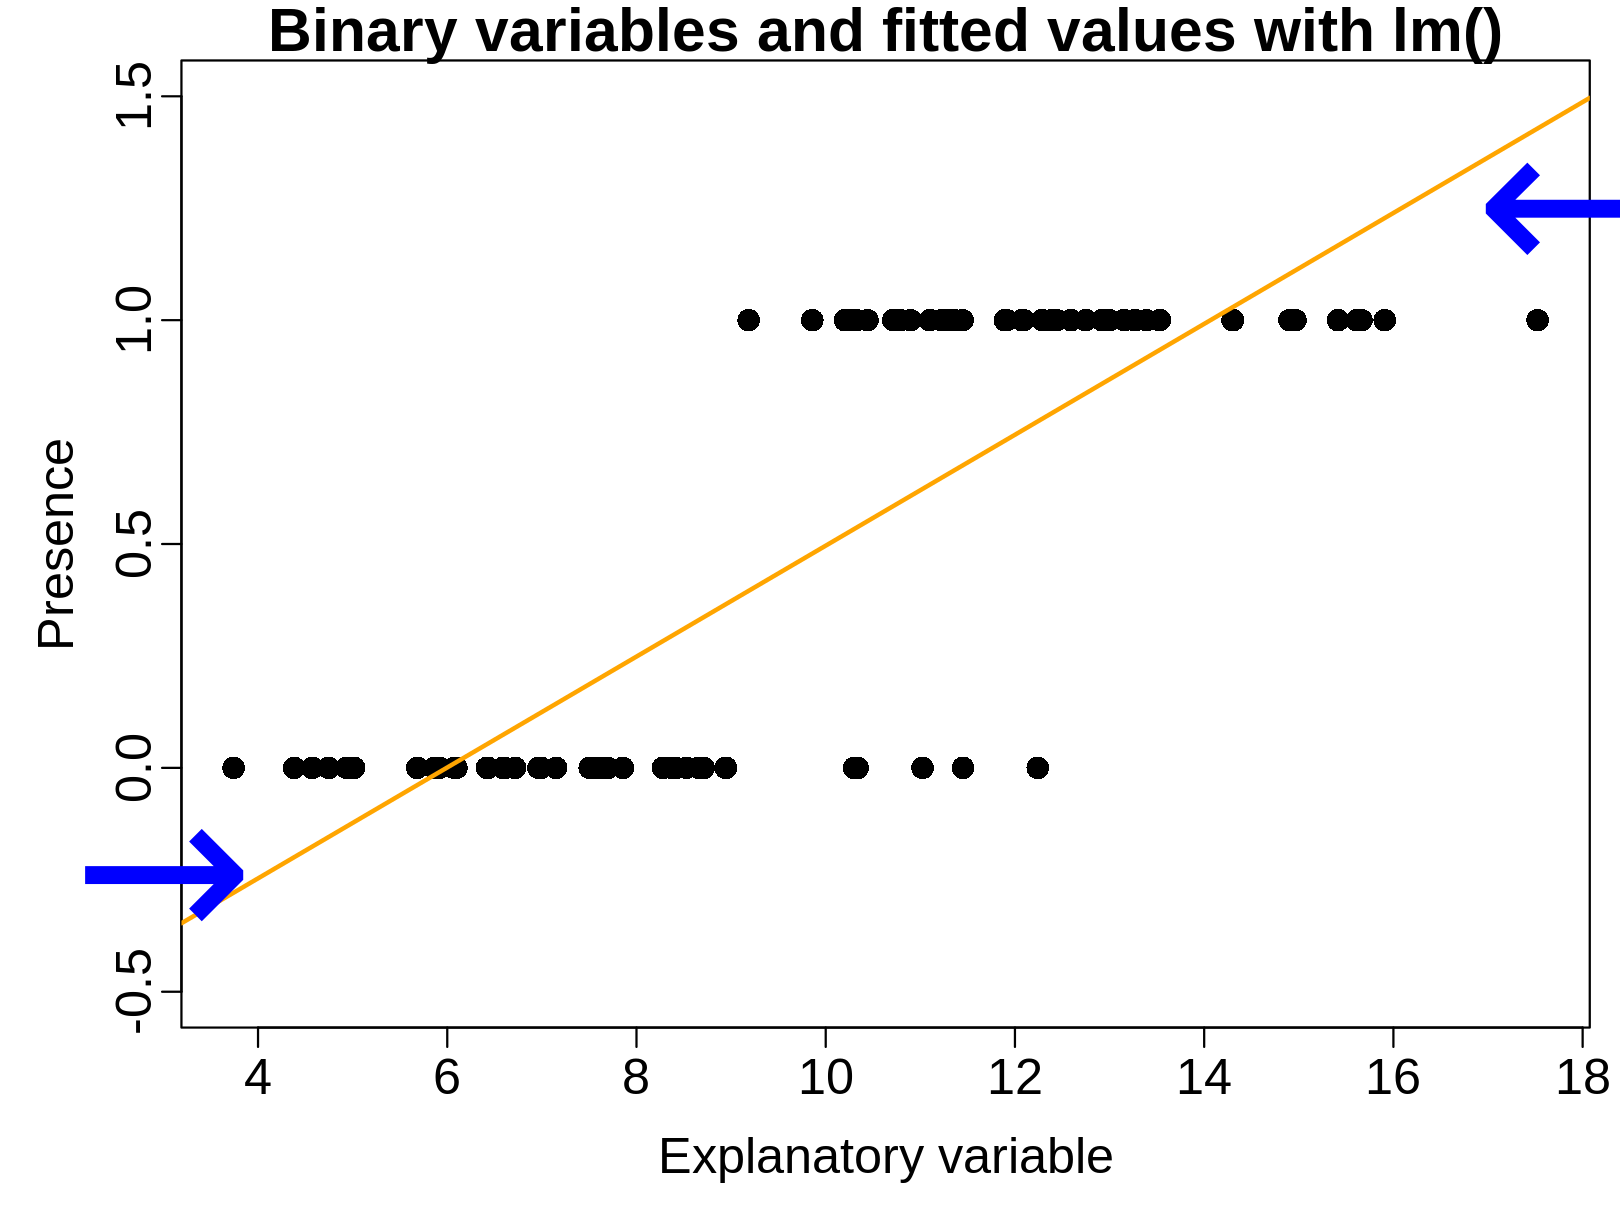 Binary variables and fitted values with lm()
1.5
1.0
0.5
0.0
-0.5
Presence
4 6 8 10 12 14 16 18
Explanatory variable